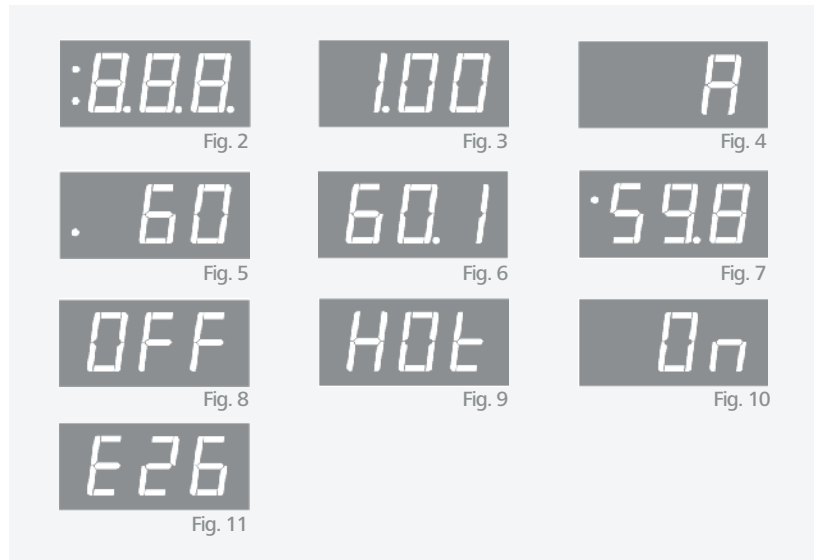 :8.8.8.
Fig. 2
1.00
Fig. 3
A
Fig. 4
. 60
Fig. 5
60.1
Fig. 6
˙59.8
Fig. 7
OFF
Fig. 8
HOt
Fig. 9
On
Fig. 10
E26
Fig. 11